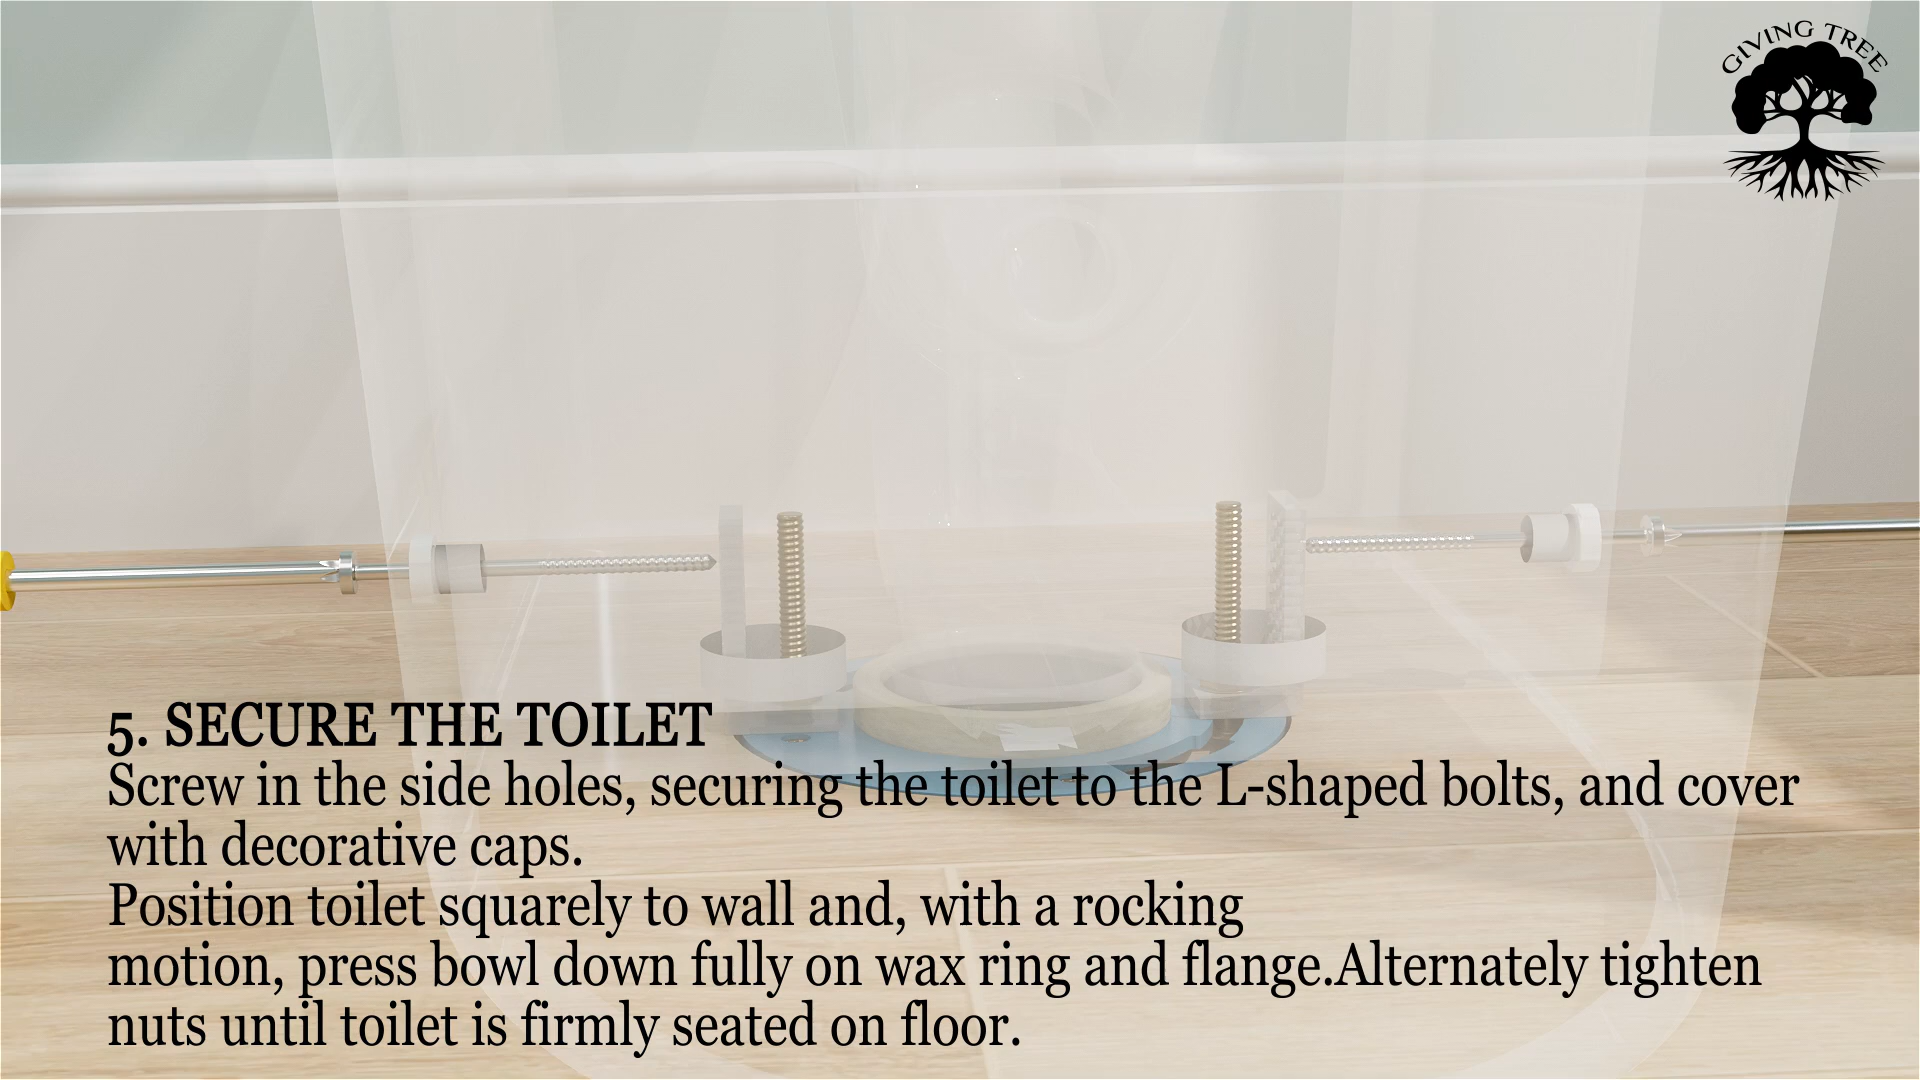 GIVING TREE
5. SECURE THE TOILET
Screw in the side holes, securing the toilet to the L-shaped bolts, and cover
with decorative caps.
Position toilet squarely to wall and, with a rocking
motion, press bowl down fully on wax ring and flange.Alternately tighten
nuts until toilet is firmly seated on floor.